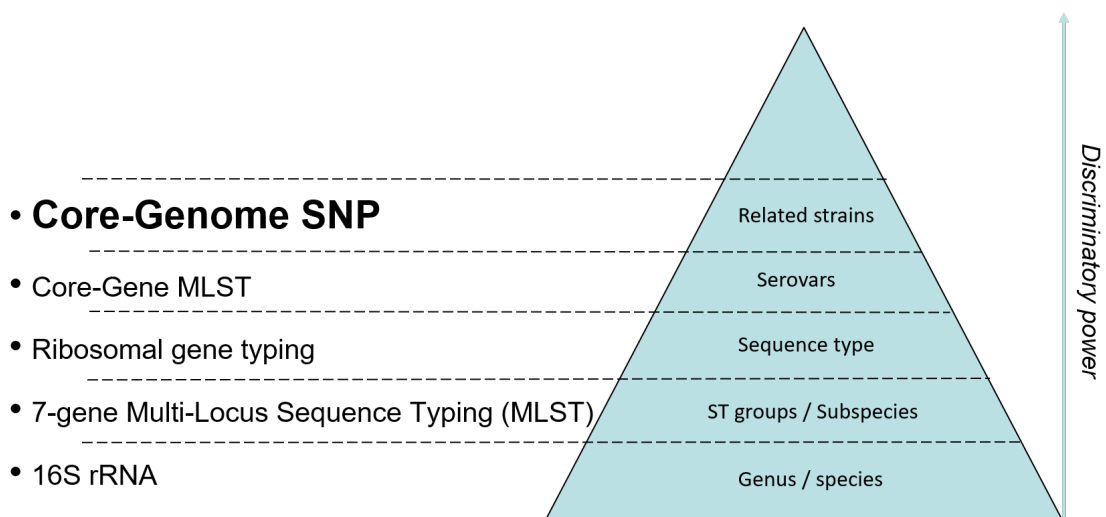 • Core-Genome SNP
Related strains
• Core-Gene MLST
Serovars
• Ribosomal gene typing
Sequence type
• 7-gene Multi-Locus Sequence Typing (MLST)
ST groups / Subspecies
• 16S rRNA
Genus / species
Discriminatory power